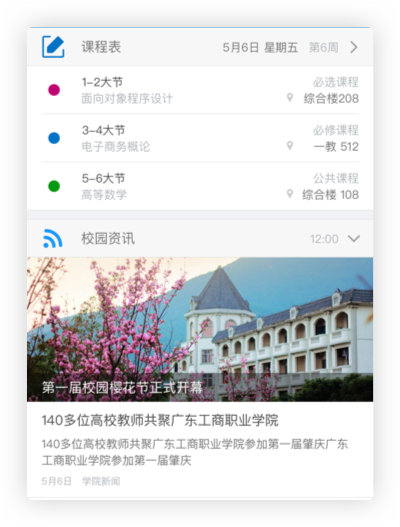 课程表 5月6日 星期五 第6周
1-2大节 必选课程
面向对象程序设计 综合楼208
3-4大节 必修课程
电子商务概论 一教 512
5-6大节 公共课程
高等数学 综合楼 108
校园资讯 12:00
第一届校园樱花节正式开幕
140多位高校教师共聚广东工商职业学院
140多位高校教师共聚广东工商职业学院参加第一届肇庆广东
工商职业学院参加第一届肇庆
5月6日 学院新闻